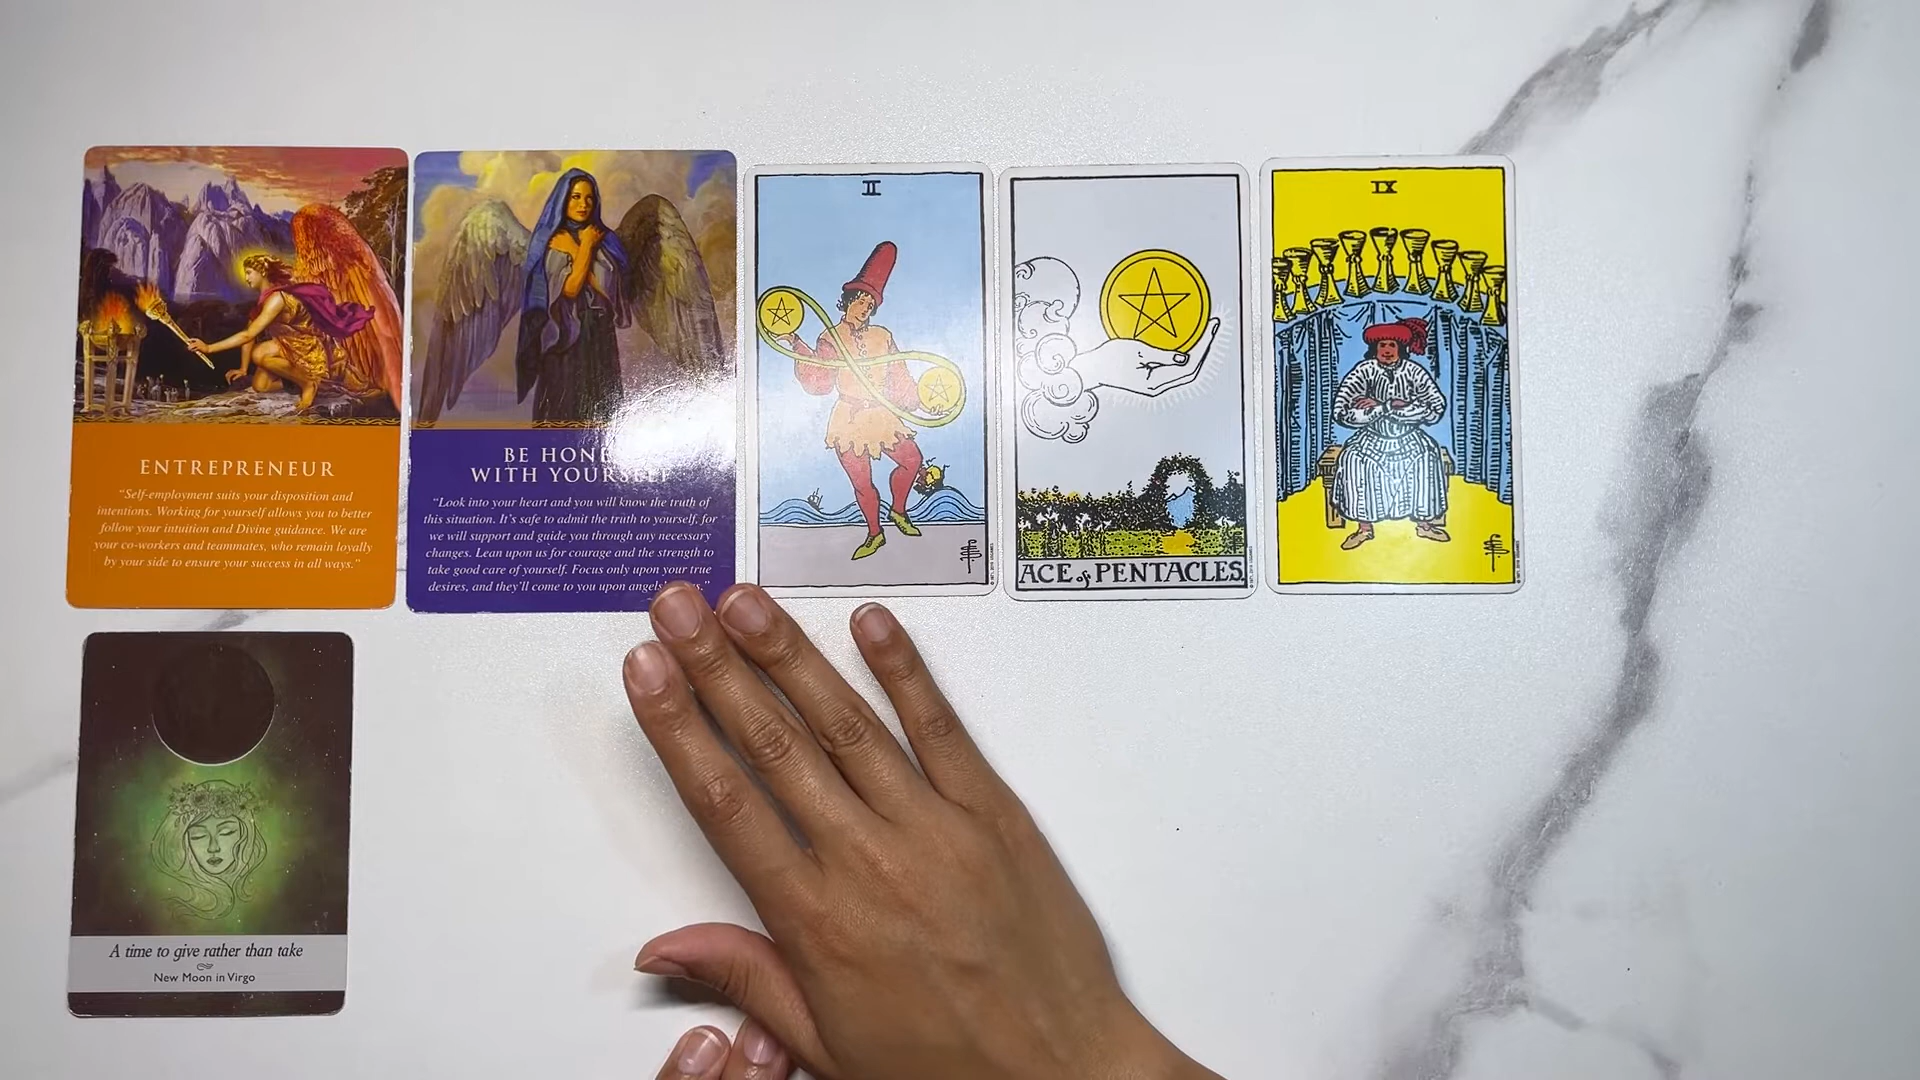 ENTREPRENEUR
“Self-employment suits your disposition and
intentions. Working for yourself allows you to better
follow your intuition and Divine guidance. We are
your co-workers and teammates, who remain loyally
by your side to ensure your success in all ways.”
BE HONE
WITH YOURSELF
“Look into your heart and you will know the truth of
this situation. It's safe to admit the truth to yourself, for
we will support and guide you through any necessary
changes. Lean upon us for courage and the strength to
take good care of yourself. Focus only upon your true
desires, and they'll come to you upon
II
ACE of PENTACLES.
IX
A time to give rather than take
New Moon in Virgo